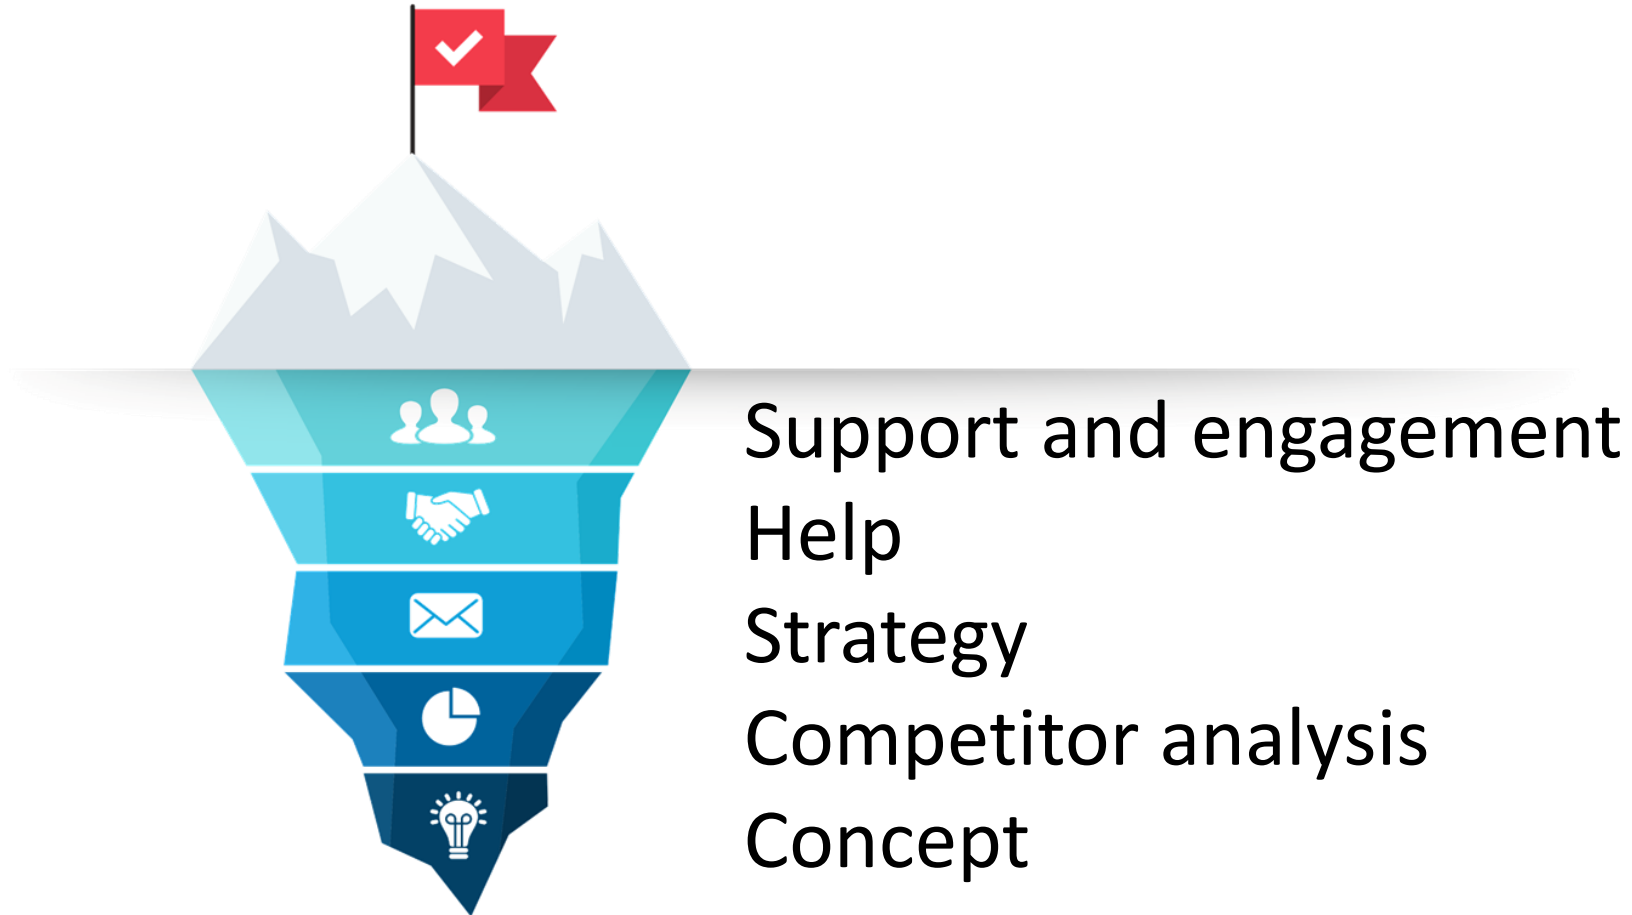 Support and engagement
Help
Strategy
Competitor analysis
Concept